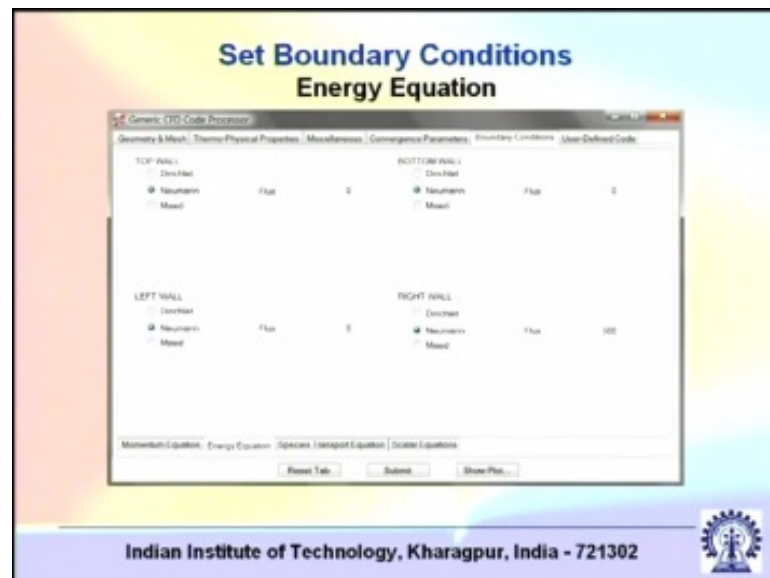 Set Boundary Conditions
Energy Equation
Generic CFD Code Processor
Geometry & Mesh Thermo-Physical Properties Miscellaneous Convergence Parameters Boundary Conditions User-Defined Code
TOP WALL
Dirichlet
Neumann Flux 0
Mixed
BOTTOM WALL
Dirichlet
Neumann Flux 0
Mixed
LEFT WALL
Dirichlet
Neumann Flux 0
Mixed
RIGHT WALL
Dirichlet
Neumann Flux 500
Mixed
Momentum Equation Energy Equation Species Transport Equation Scalar Equations
Reset Tab Submit Show Plot...
Indian Institute of Technology, Kharagpur, India - 721302